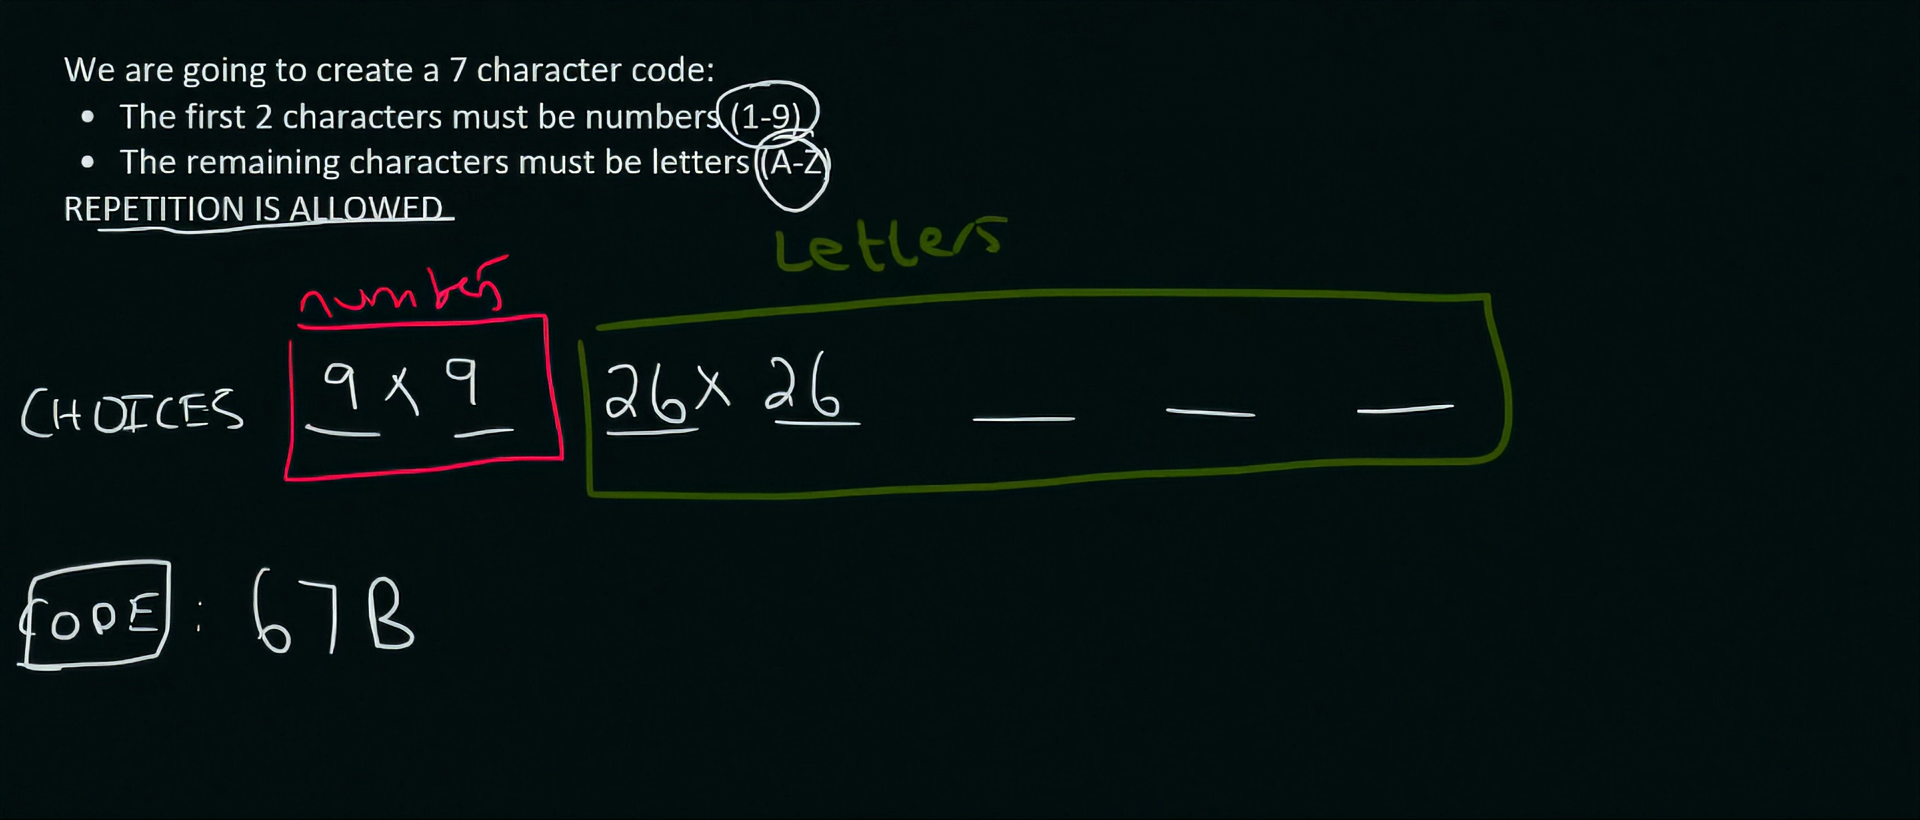 We are going to create a 7 character code:
• The first 2 characters must be numbers (1-9)
• The remaining characters must be letters (A-Z)
REPETITION IS ALLOWED
Letters
numbers
CHOICES 9 x 9 26 x 26
CODE : 67B